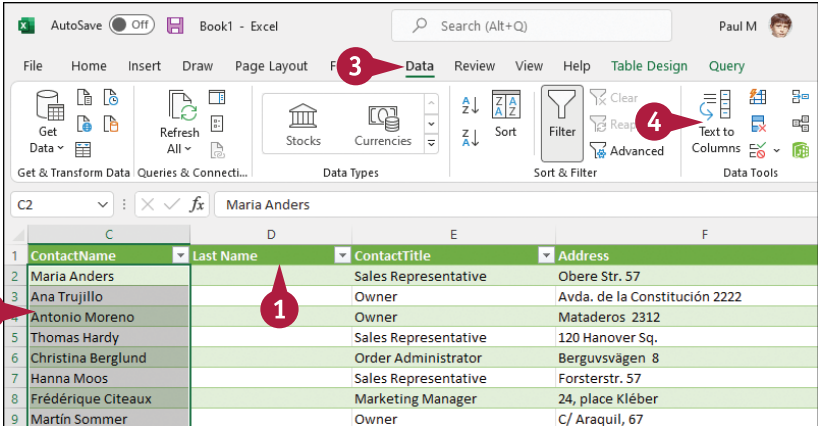 AutoSave Off Book1 - Excel Search (Alt+Q) Paul M
File Home Insert Draw Page Layout F 3 Data Review View Help Table Design Query
Get Data
Refresh All
Stocks
Currencies
Sort
Filter
Clear
Reap
Advanced
4
Text to Columns
Get & Transform Data Queries & Connecti... Data Types Sort & Filter Data Tools
C2 fx Maria Anders
C D E F
1 ContactName Last Name ContactTitle Address
2 Maria Anders Sales Representative Obere Str. 57
3 Ana Trujillo Owner Avda. de la Constitución 2222
4 Antonio Moreno 1 Owner Mataderos 2312
5 Thomas Hardy Sales Representative 120 Hanover Sq.
6 Christina Berglund Order Administrator Berguvsvägen 8
7 Hanna Moos Sales Representative Forsterstr. 57
8 Frédérique Citeaux Marketing Manager 24, place Kléber
9 Martín Sommer Owner C/ Araquil, 67